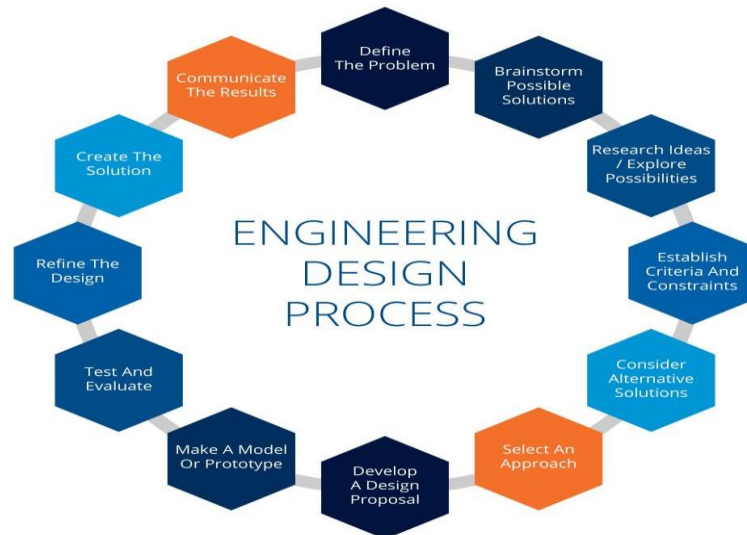 Define
The Problem
Brainstorm
Possible
Solutions
Research Ideas
/ Explore
Possibilities
Establish
Criteria And
Constraints
Consider
Alternative
Solutions
Select An
Approach
Develop
A Design
Proposal
Make A Model
Or Prototype
Test And
Evaluate
Refine The
Design
Create The
Solution
Communicate
The Results
ENGINEERING
DESIGN
PROCESS